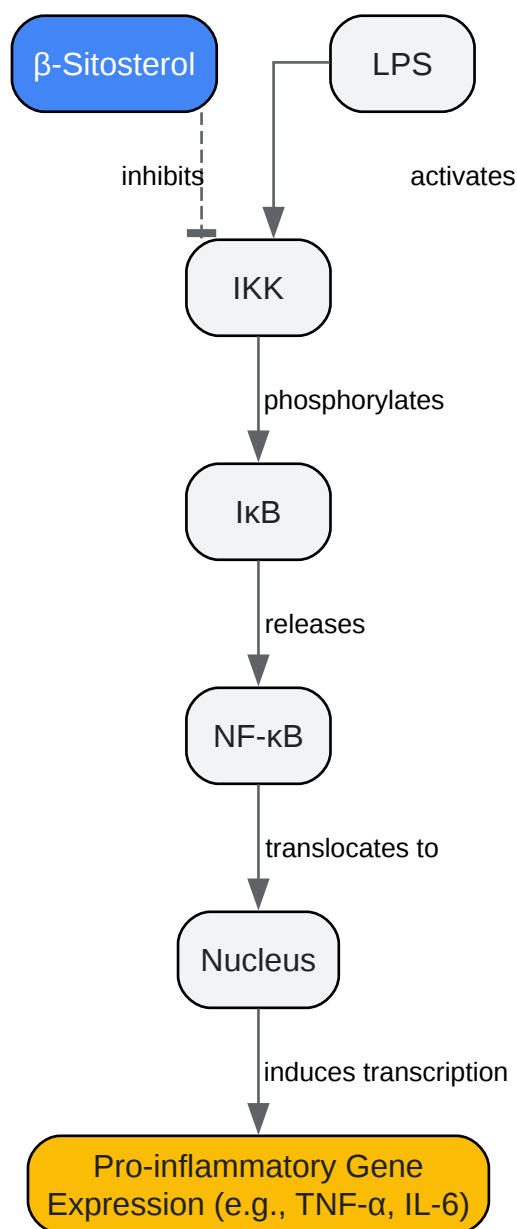 β-Sitosterol
LPS
inhibits
activates
IKK
phosphorylates
IκB
releases
NF-κB
translocates to
Nucleus
induces transcription
Pro-inflammatory Gene
Expression (e.g., TNF-α, IL-6)